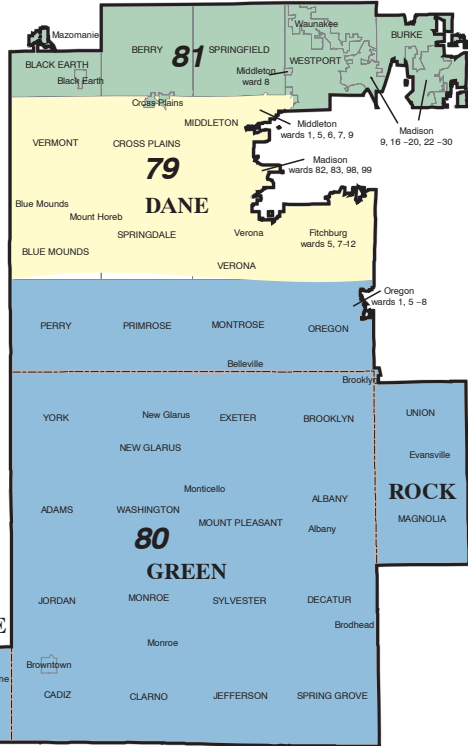 Mazomanie
Waunakee
BURKE
BERRY
81
SPRINGFIELD
WESTPORT
BLACK EARTH
Black Earth
Middleton
ward 8
Cross Plains
MIDDLETON
Middleton
wards 1, 5, 6, 7, 9
Madison
9, 16 -20, 22 -30
VERMONT
CROSS PLAINS
Madison
wards 82, 83, 98, 99
79
Blue Mounds
DANE
Mount Horeb
SPRINGDALE
Verona
Fitchburg
wards 5, 7-12
BLUE MOUNDS
VERONA
Oregon
wards 1, 5 -8
PERRY
PRIMROSE
MONTROSE
OREGON
Belleville
Brooklyn
YORK
New Glarus
EXETER
BROOKLYN
UNION
NEW GLARUS
Evansville
Monticello
ROCK
ADAMS
WASHINGTON
ALBANY
MOUNT PLEASANT
Albany
MAGNOLIA
80
GREEN
JORDAN
MONROE
SYLVESTER
DECATUR
E
Brodhead
Monroe
Browntown
ne
CADIZ
CLARNO
JEFFERSON
SPRING GROVE